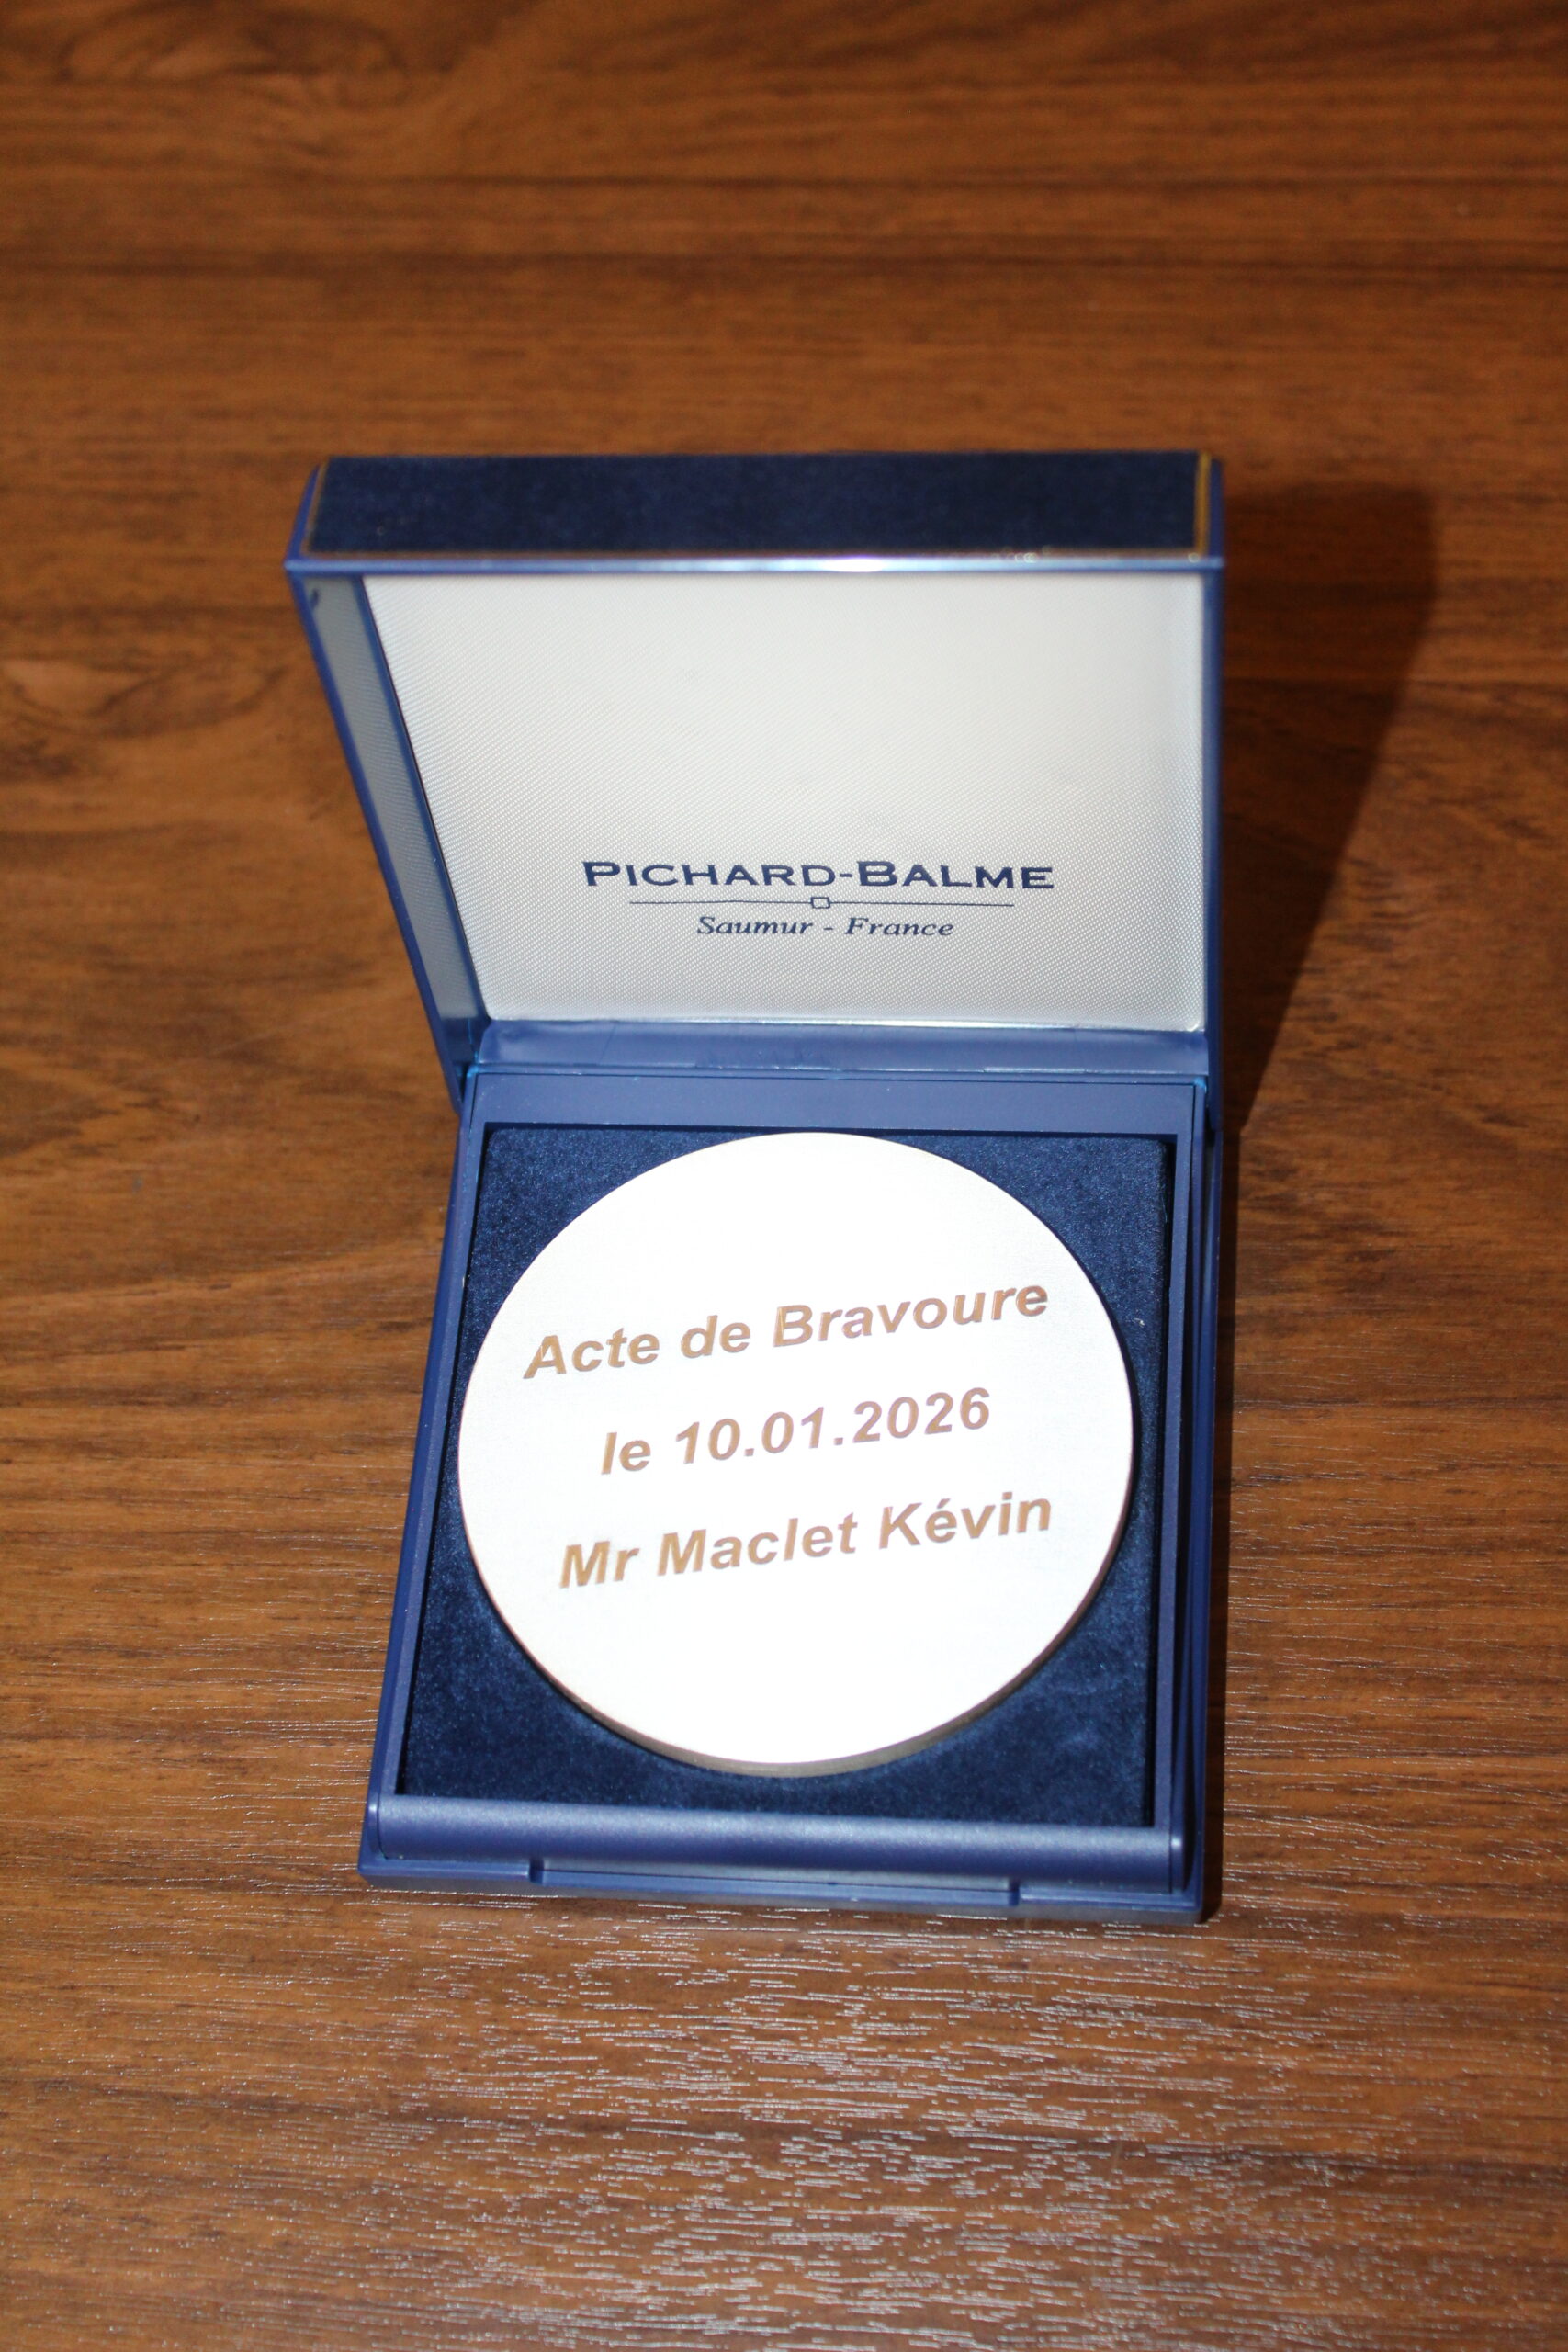 PICHARD-BALME
Saumur - France
Acte de Bravoure
le 10.01.2026
Mr Maclet Kévin